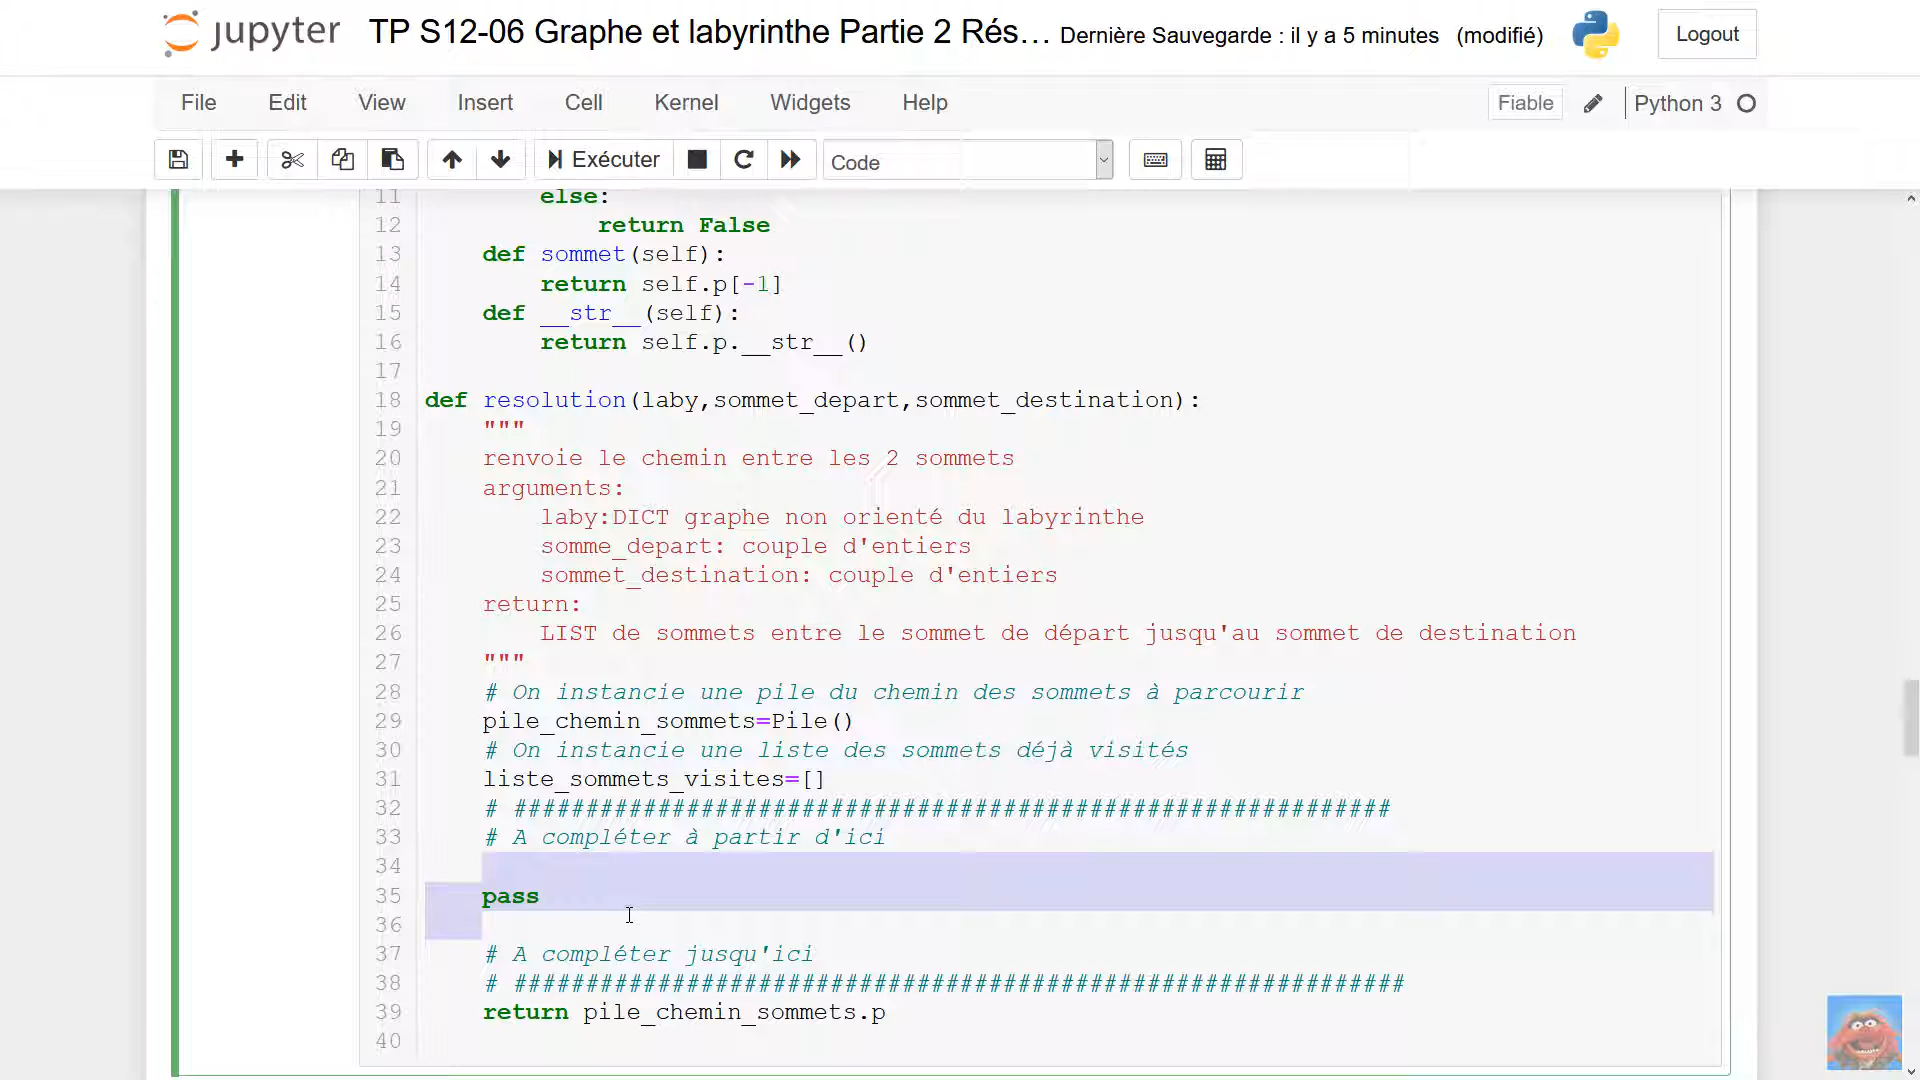 jupyter TP S12-06 Graphe et labyrinthe Partie 2 Rés... Dernière Sauvegarde : il y a 5 minutes (modifié) Logout
File Edit View Insert Cell Kernel Widgets Help Fiable Python 3
Exécuter Code
11 else:
12 return False
13 def sommet(self):
14 return self.p[-1]
15 def __str__(self):
16 return self.p.__str__()
17
18 def resolution(laby,sommet_depart,sommet_destination):
19 """
20 renvoie le chemin entre les 2 sommets
21 arguments:
22 laby:DICT graphe non orienté du labyrinthe
23 somme_depart: couple d'entiers
24 sommet_destination: couple d'entiers
25 return:
26 LIST de sommets entre le sommet de départ jusqu'au sommet de destination
27 """
28 # On instancie une pile du chemin des sommets à parcourir
29 pile_chemin_sommets=Pile()
30 # On instancie une liste des sommets déjà visités
31 liste_sommets_visites=[]
32 # #############################################################
33 # A compléter à partir d'ici
34
35 pass
36
37 # A compléter jusqu'ici
38 # ##############################################################
39 return pile_chemin_sommets.p
40